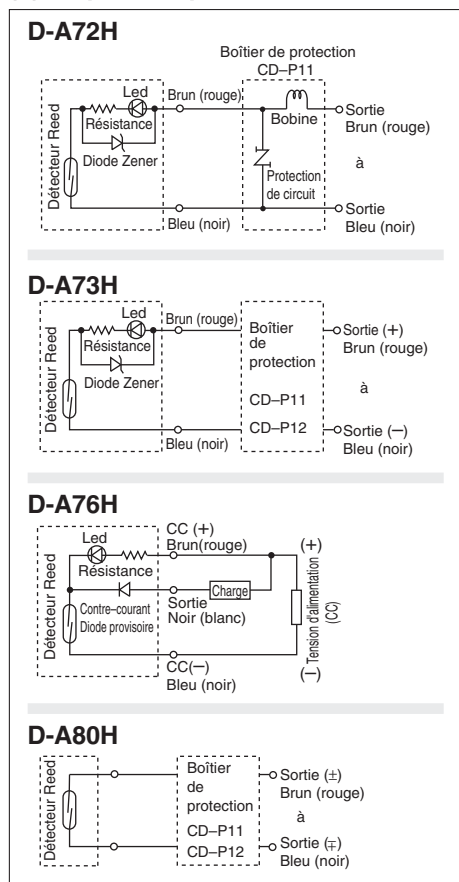 D-A72H
Boîtier de protection
CD–P11
Led
Brun (rouge)
Résistance
Diode Zener
Détecteur Reed
Bobine
Sortie
Brun (rouge)
à
Protection
de circuit
Sortie
Bleu (noir)
Bleu (noir)
D-A73H
Led
Brun (rouge)
Résistance
Diode Zener
Détecteur Reed
Boîtier
de
protection
CD–P11
CD–P12
Sortie (+)
Brun (rouge)
à
Sortie (–)
Bleu (noir)
Bleu (noir)
D-A76H
Led
CC (+)
Brun(rouge)
Résistance
Détecteur Reed
Contre–courant
Diode provisoire
Charge
Sortie
Noir (blanc)
CC(–)
Bleu (noir)
(+)
Tension d'alimentation
(CC)
(–)
D-A80H
Détecteur Reed
Boîtier
de
protection
CD–P11
CD–P12
Sortie (±)
Brun (rouge)
à
Sortie (∓)
Bleu (noir)